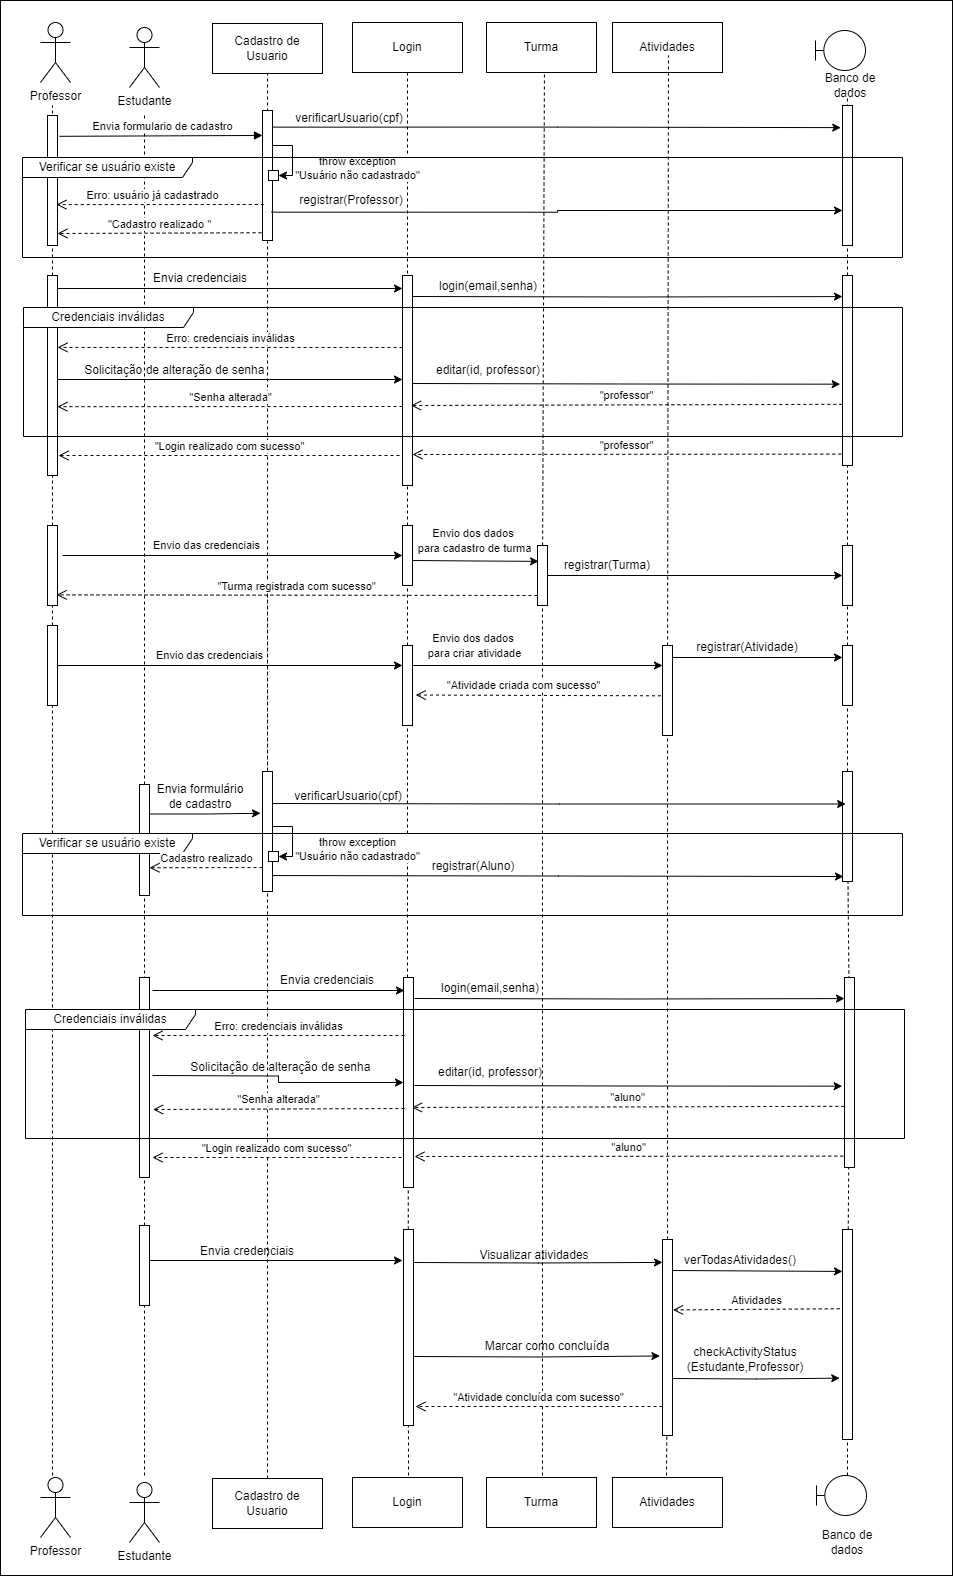 Professor
Estudante
Cadastro de
Usuario
Login
Turma
Atividades
Banco de
dados
Envia formulario de cadastro
verificarUsuario(cpf)
Verificar se usuário existe
throw exception
"Usuário não cadastrado"
Erro: usuário já cadastrado
registrar(Professor)
"Cadastro realizado "
Envia credenciais
login(email,senha)
Credenciais inválidas
Erro: credenciais inválidas
Solicitação de alteração de senha
editar(id, professor)
"Senha alterada"
"professor"
"Login realizado com sucesso"
"professor"
Envio das credenciais
Envio dos dados
para cadastro de turma
registrar(Turma)
"Turma registrada com sucesso"
Envio das credenciais
Envio dos dados
para criar atividade
registrar(Atividade)
"Atividade criada com sucesso"
Envia formulário
de cadastro
verificarUsuario(cpf)
Verificar se usuário existe
throw exception
"Usuário não cadastrado"
Cadastro realizado
registrar(Aluno)
Envia credenciais
login(email,senha)
Credenciais inválidas
Erro: credenciais inválidas
Solicitação de alteração de senha
editar(id, professor)
"Senha alterada"
"aluno"
"Login realizado com sucesso"
"aluno"
Envia credenciais
Visualizar atividades
verTodasAtividades()
Atividades
Marcar como concluída
checkActivityStatus
(Estudante,Professor)
"Atividade concluída com sucesso"
Professor
Estudante
Cadastro de
Usuario
Login
Turma
Atividades
Banco de
dados